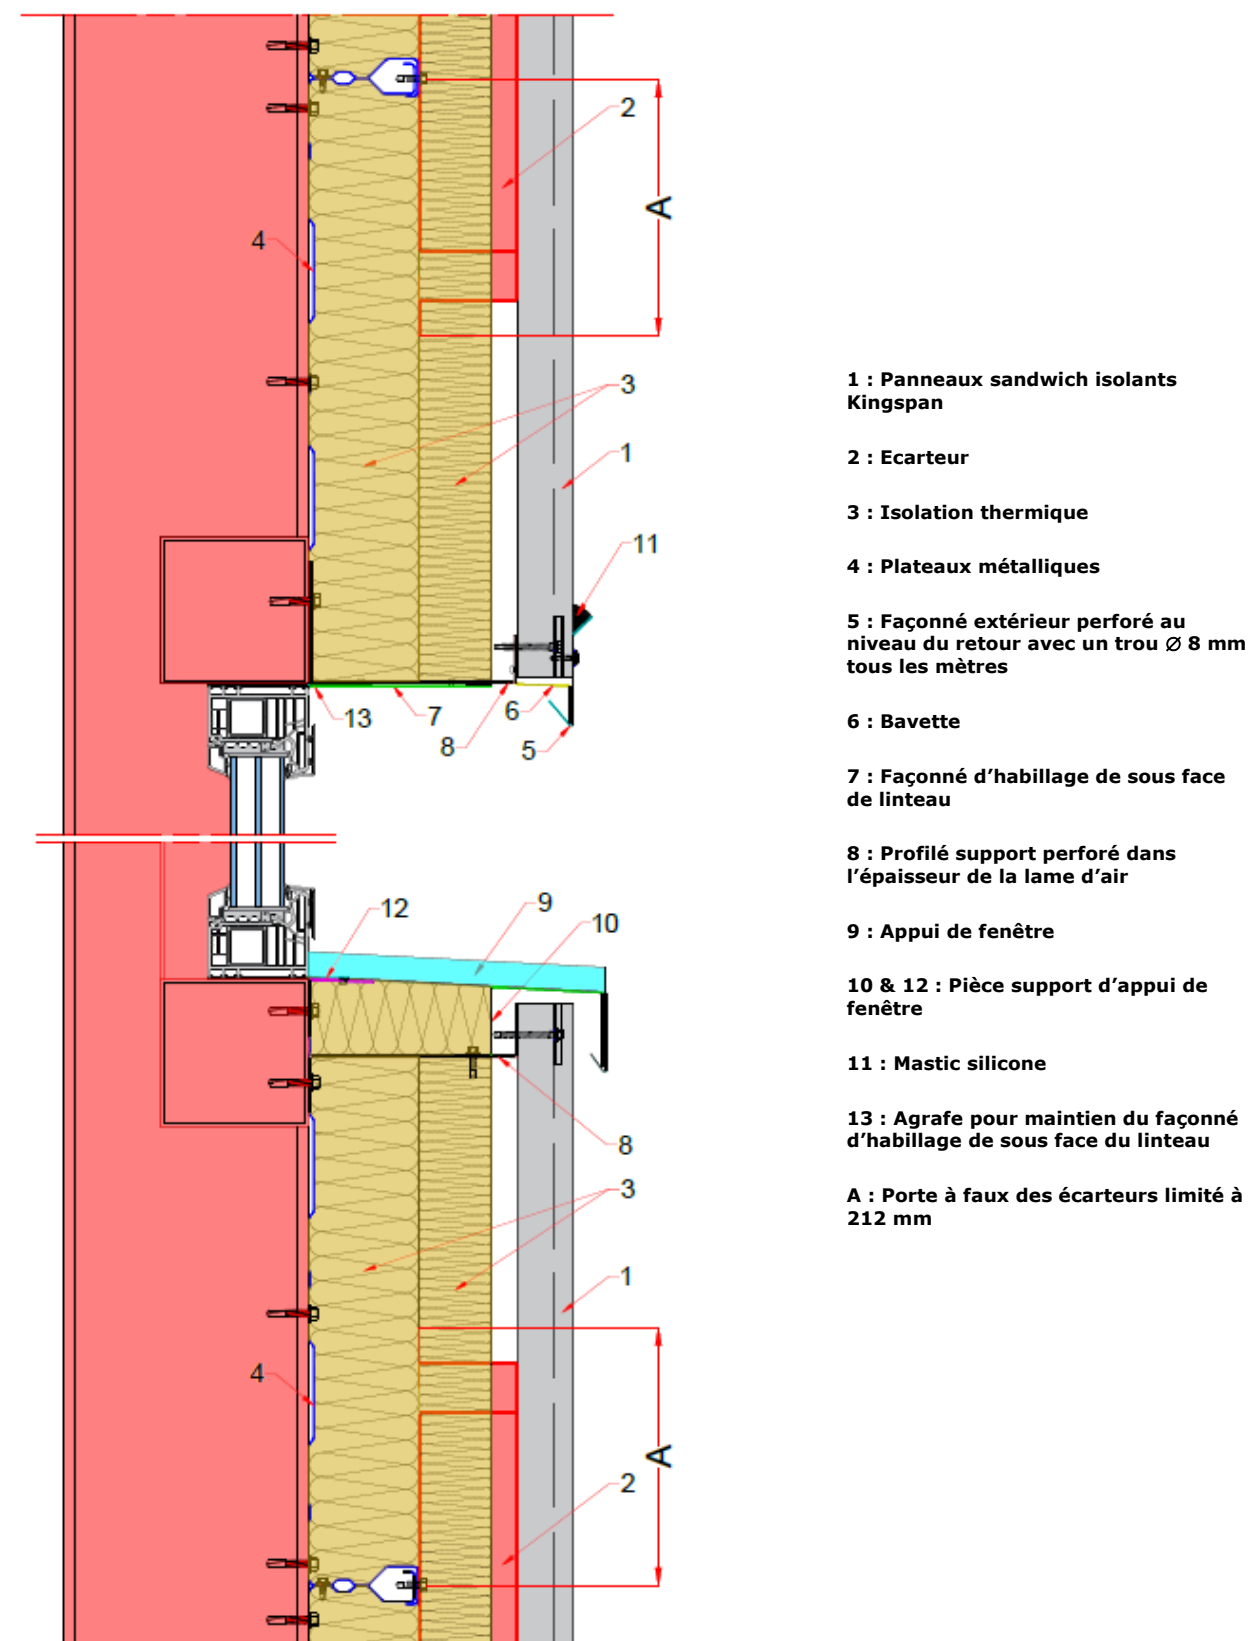 2
A
4
3
1
11
13
7
8
6
5
12
9
10
8
3
1
4
A
2
1 : Panneaux sandwich isolants
Kingspan
2 : Ecarteur
3 : Isolation thermique
4 : Plateaux métalliques
5 : Façonné extérieur perforé au
niveau du retour avec un trou ∅ 8 mm
tous les mètres
6 : Bavette
7 : Façonné d’habillage de sous face
de linteau
8 : Profilé support perforé dans
l’épaisseur de la lame d’air
9 : Appui de fenêtre
10 & 12 : Pièce support d’appui de
fenêtre
11 : Mastic silicone
13 : Agrafe pour maintien du façonné
d’habillage de sous face du linteau
A : Porte à faux des écarteurs limité à
212 mm